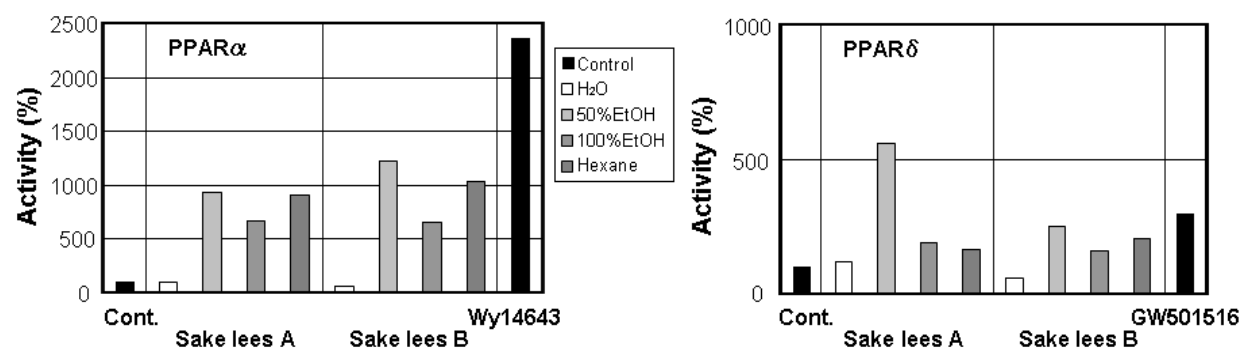 PPARα
Activity (%)
2500
2000
1500
1000
500
0
Cont.
Sake lees A
Sake lees B
Wy14643
Control
H₂O
50%EtOH
100%EtOH
Hexane
PPARδ
Activity (%)
1000
500
0
Cont.
Sake lees A
Sake lees B
GW501516